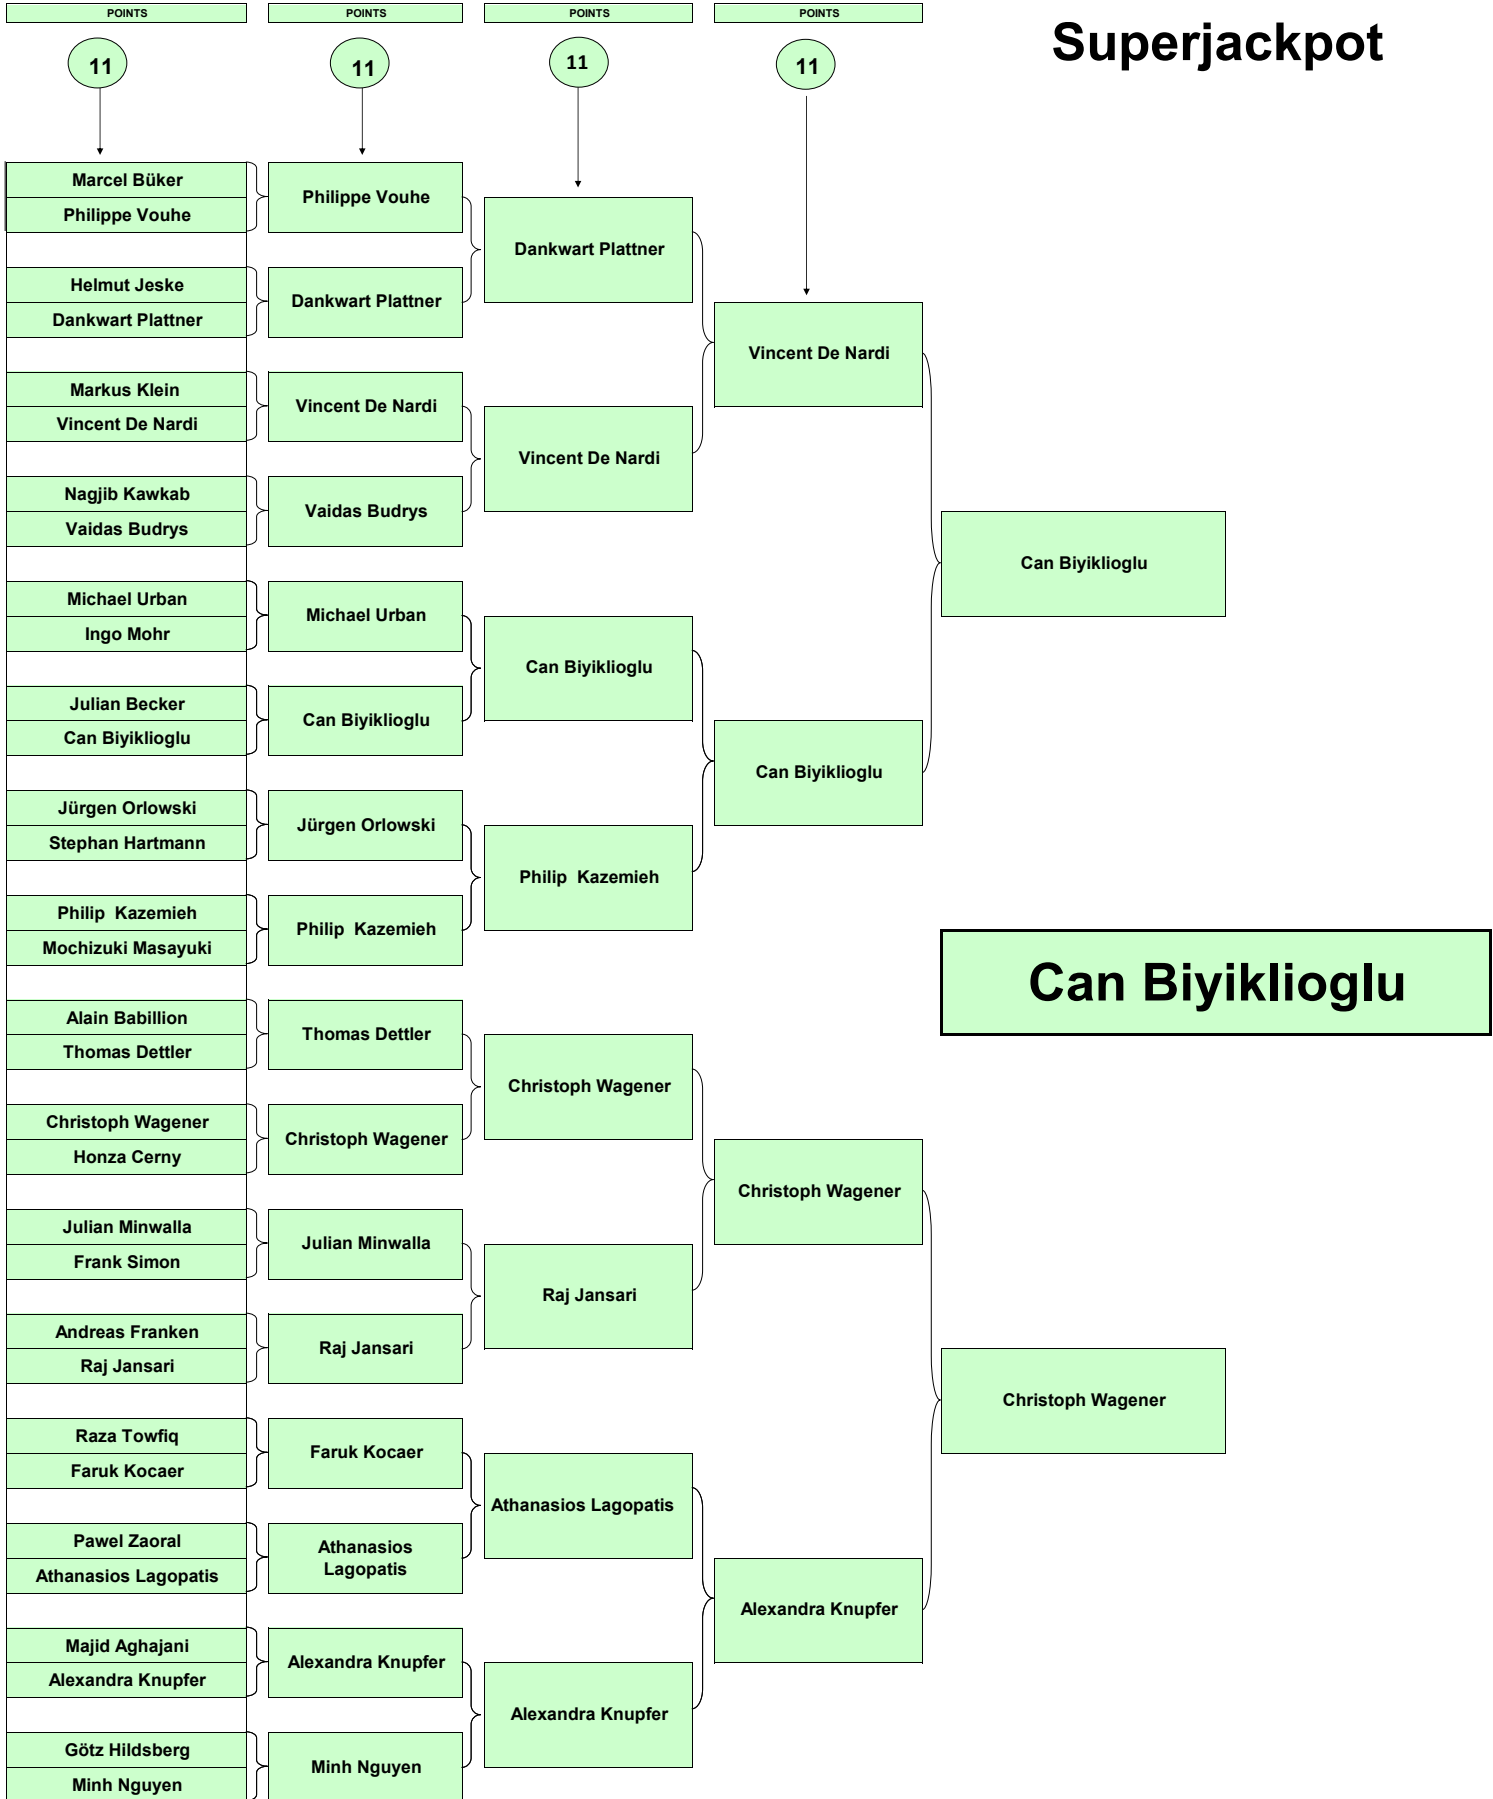 POINTS
POINTS
POINTS
POINTS
Superjackpot
11
11
11
11
Marcel Büker
Philippe Vouhe
Helmut Jeske
Dankwart Plattner
Markus Klein
Vincent De Nardi
Nagjib Kawkab
Vaidas Budrys
Michael Urban
Ingo Mohr
Julian Becker
Can Biyiklioglu
Jürgen Orlowski
Stephan Hartmann
Philip Kazemieh
Mochizuki Masayuki
Alain Babillion
Thomas Dettler
Christoph Wagener
Honza Cerny
Julian Minwalla
Frank Simon
Andreas Franken
Raj Jansari
Raza Towfiq
Faruk Kocaer
Pawel Zaoral
Athanasios Lagopatis
Majid Aghajani
Alexandra Knupfer
Götz Hildsberg
Minh Nguyen
Philippe Vouhe
Dankwart Plattner
Vincent De Nardi
Vaidas Budrys
Michael Urban
Can Biyiklioglu
Jürgen Orlowski
Philip Kazemieh
Thomas Dettler
Christoph Wagener
Julian Minwalla
Raj Jansari
Faruk Kocaer
Athanasios
Lagopatis
Alexandra Knupfer
Minh Nguyen
Dankwart Plattner
Vincent De Nardi
Can Biyiklioglu
Philip Kazemieh
Christoph Wagener
Raj Jansari
Athanasios Lagopatis
Alexandra Knupfer
Vincent De Nardi
Can Biyiklioglu
Christoph Wagener
Alexandra Knupfer
Can Biyiklioglu
Can Biyiklioglu
Christoph Wagener